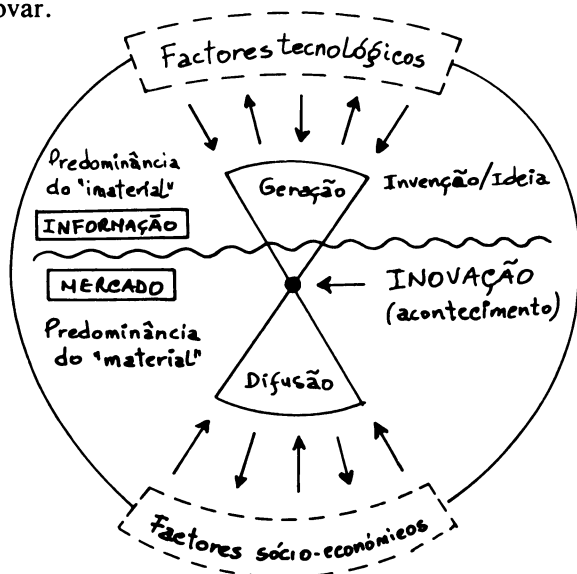 ovar.
Factores tecnológicos
Predominância
do "imaterial"
Geração
Invenção/Ideia
INFORMAÇÃO
MERCADO
INOVAÇÃO
(acontecimento)
Predominância
do "material"
Difusão
Factores sócio-económicos